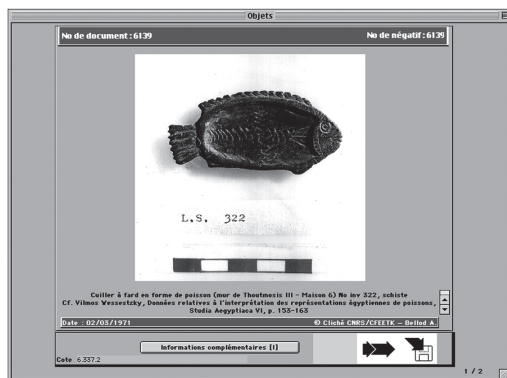 Objets
No de document : 6139
No de négatif : 6139
L.S. 322
Cuiller à fard en forme de poisson (mur de Thoutmosis III - Maison 6) No inv 322, schiste
Cf. Vilmos Wessetzky, Données relatives à l'interprétation des représentations égyptiennes de poissons,
Studia Aegyptiaca VI, p. 153-163
Date : 02/03/1971
© Cliché CNRS/CFEETK - Bellod A.
Informations complémentaires [I]
Cote 6.337.2
1 / 2